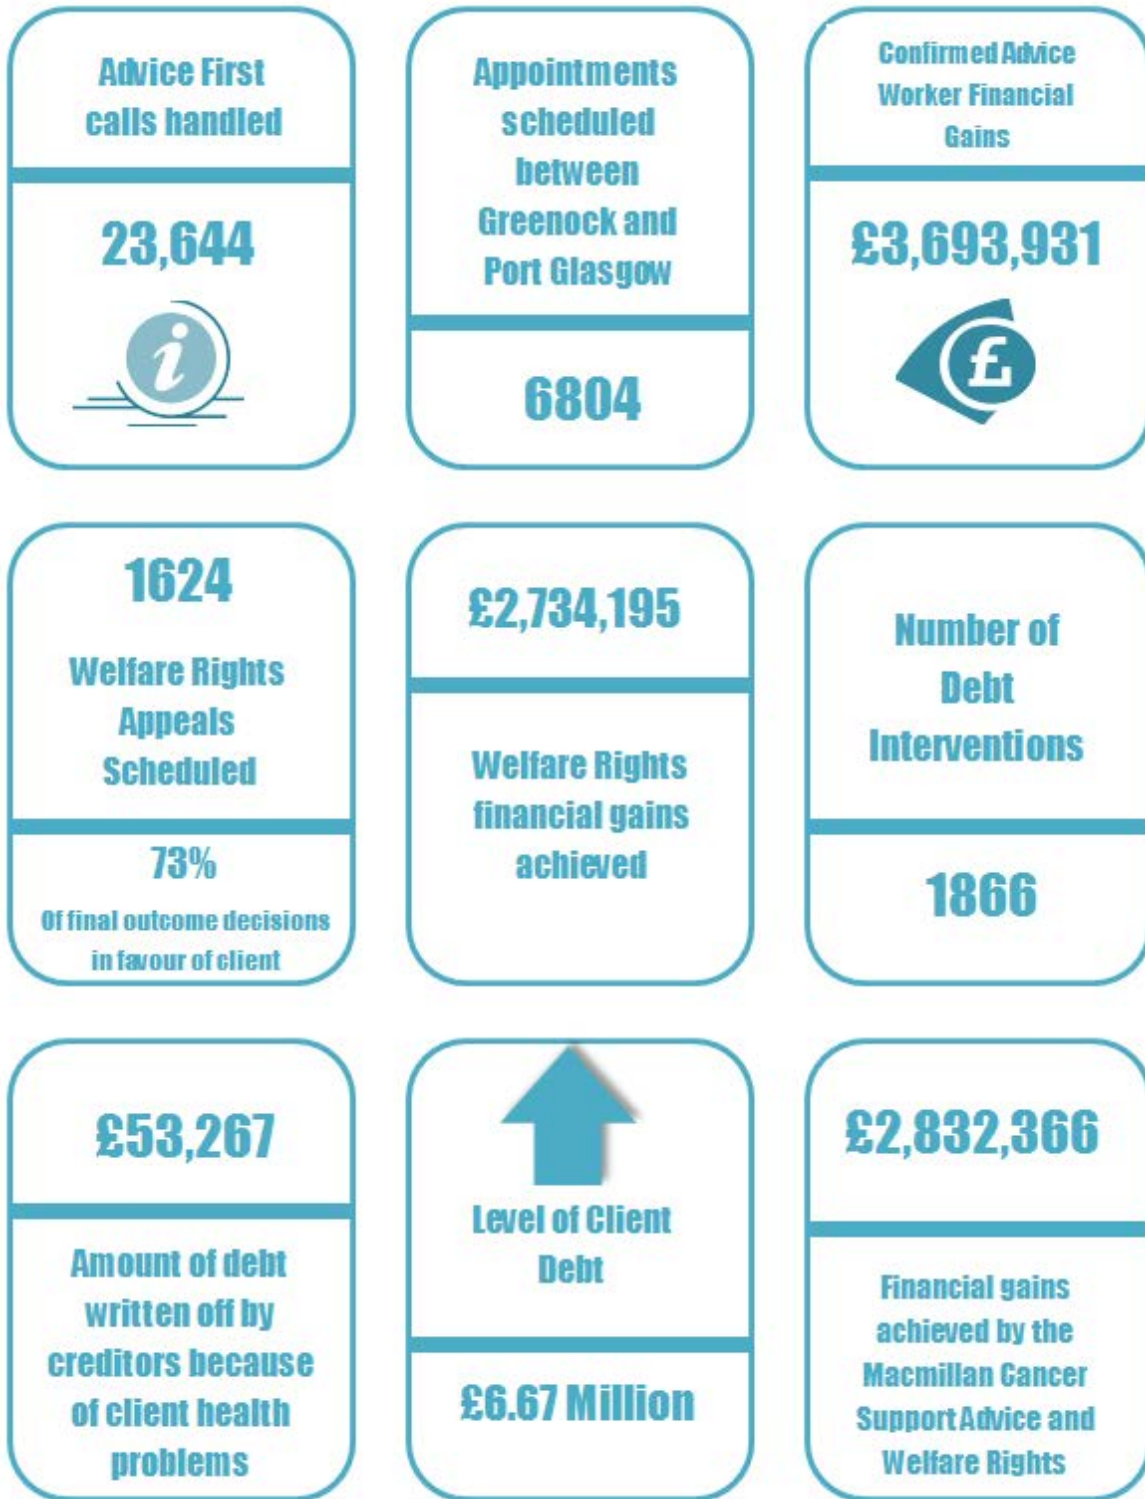 Advice First
calls handled
23,644
i
Appointments
scheduled
between
Greenock and
Port Glasgow
6804
Confirmed Advice
Worker Financial
Gains
£3,693,931
£
1624
Welfare Rights
Appeals
Scheduled
73%
Of final outcome decisions
in favour of client
£2,734,195
Welfare Rights
financial gains
achieved
Number of
Debt
Interventions
1866
£53,267
Amount of debt
written off by
creditors because
of client health
problems
Level of Client
Debt
£6.67 Million
£2,832,366
Financial gains
achieved by the
Macmillan Cancer
Support Advice and
Welfare Rights